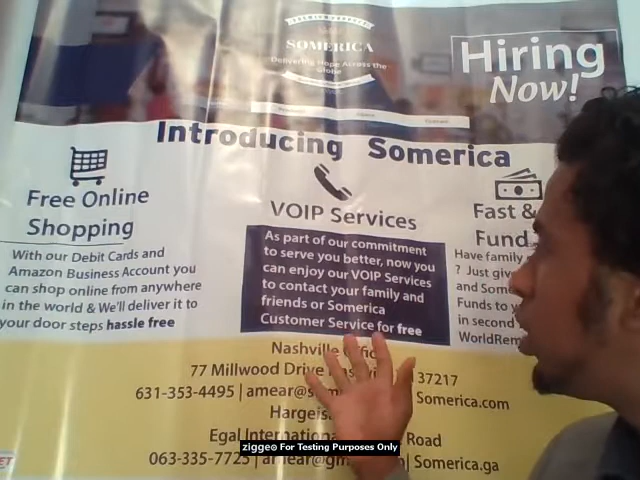 SOMERICA
Delivering Hope Across the
Globe
Hiring
Now!
Introducing Somerica
Free Online
Shopping
With our Debit Cards and
Amazon Business Account you
can shop online from anywhere
in the world & We'll deliver it to
your door steps hassle free
VOIP Services
As part of our commitment
to serve you better, now you
can enjoy our VOIP Services
to contact your family and
friends or Somerica
Customer Service for free
Fast &
Fund
Have family
? Just give
and Som
Funds to y
in second
WorldRem
Nashville
77 Millwood Drive 37217
631-353-4495 | amear@s Somerica.com
Egal International Road
063-335-7725 | Somerica.ga
zigge® For Testing Purposes Only